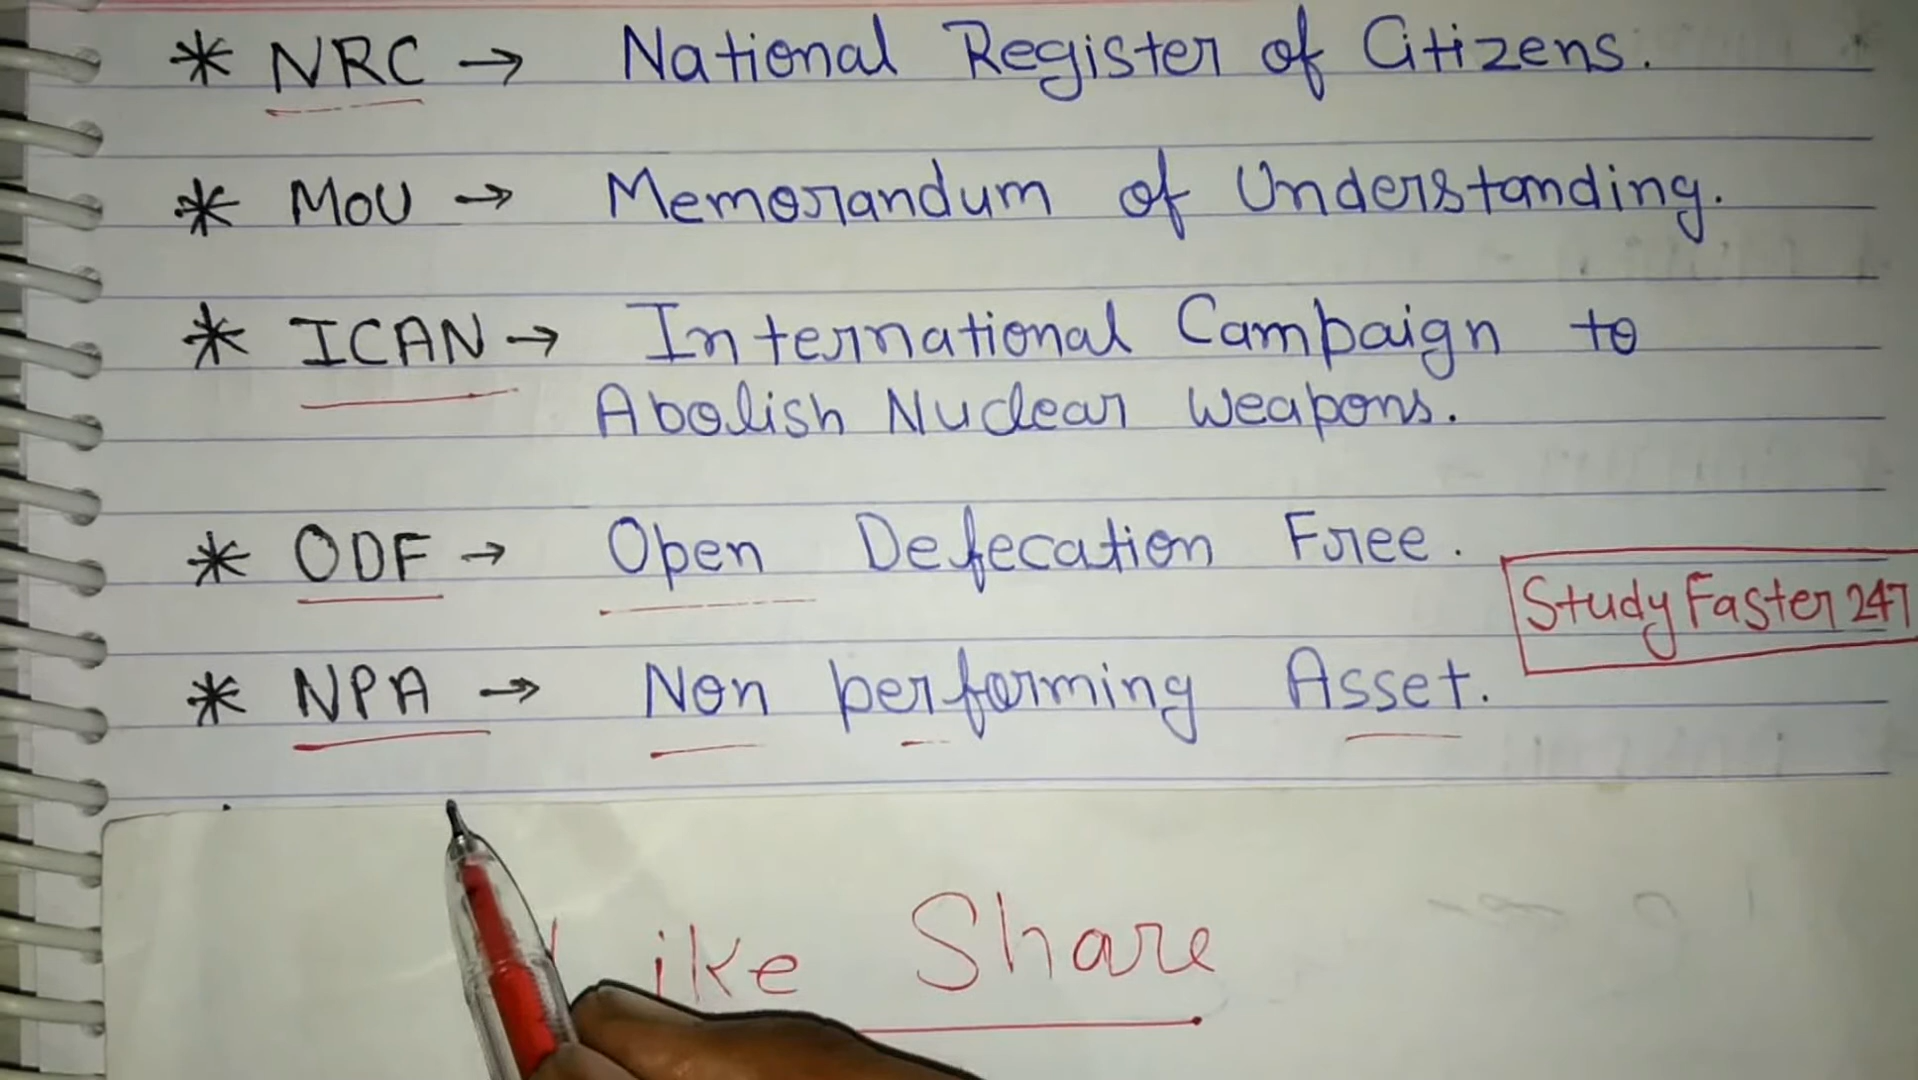 * NRC → National Register of Citizens.
* MoU → Memorandum of Understanding.
* ICAN → International Campaign to
Abolish Nuclear Weapons.
* ODF → Open Defecation Free.
Study Faster 247
* NPA → Non performing Asset.
Like Share